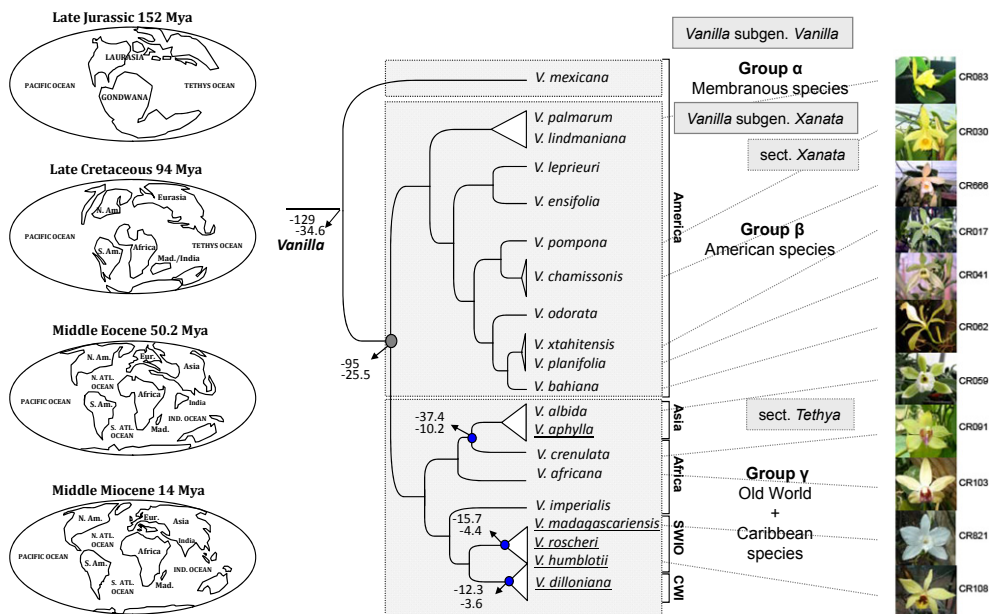 Late Jurassic 152 Mya
LAURASIA
PACIFIC OCEAN
TETHYS OCEAN
GONDWANA
Late Cretaceous 94 Mya
Eurasia
N. Am.
PACIFIC OCEAN
S. Am.
Africa
TETHYS OCEAN
Mad./India
Middle Eocene 50.2 Mya
N. Am.
Eur.
Asia
N. ATL.
OCEAN
PACIFIC OCEAN
S. Am.
Africa
India
IND. OCEAN
S. ATL.
OCEAN
Mad.
Middle Miocene 14 Mya
N. Am.
Eur.
Asia
N. ATL.
OCEAN
India
PACIFIC OCEAN
Africa
S. Am.
IND. OCEAN
S. ATL.
OCEAN
Mad.
-129
-34.6
Vanilla
-95
-25.5
-37.4
-10.2
-15.7
-4.4
-12.3
-3.6
V. mexicana
V. palmarum
V. lindmaniana
V. leprieuri
V. ensifolia
V. pompona
V. chamissonis
V. odorata
V. xtahitensis
V. planifolia
V. bahiana
V. albida
V. aphylla
V. crenulata
V. africana
V. imperialis
V. madagascariensis
V. roscheri
V. humblotii
V. dilloniana
America
Asia
Africa
SWIO
CWI
Vanilla subgen. Vanilla
Group α
Membranous species
Vanilla subgen. Xanata
sect. Xanata
Group β
American species
sect. Tethya
Group γ
Old World
+
Caribbean
species
CR083
CR030
CR666
CR017
CR041
CR062
CR059
CR091
CR103
CR821
CR108